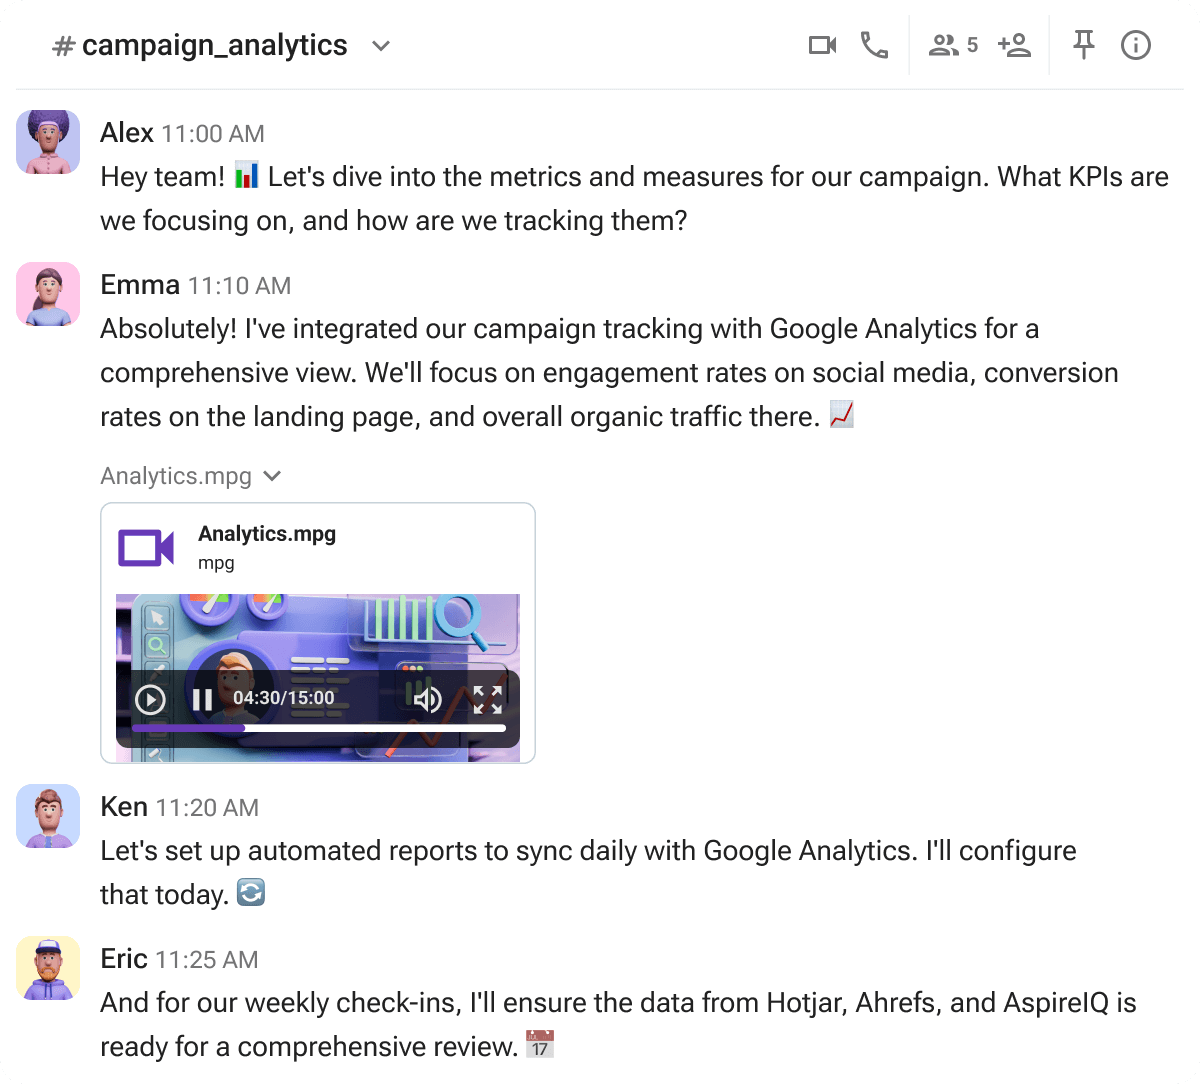 # campaign_analytics
5
Alex 11:00 AM
Hey team! 📊 Let's dive into the metrics and measures for our campaign. What KPIs are
we focusing on, and how are we tracking them?
Emma 11:10 AM
Absolutely! I've integrated our campaign tracking with Google Analytics for a
comprehensive view. We'll focus on engagement rates on social media, conversion
rates on the landing page, and overall organic traffic there. 📈
Analytics.mpg
Analytics.mpg
mpg
04:30/15:00
Ken 11:20 AM
Let's set up automated reports to sync daily with Google Analytics. I'll configure
that today. 🔄
Eric 11:25 AM
And for our weekly check-ins, I'll ensure the data from Hotjar, Ahrefs, and AspireIQ is
ready for a comprehensive review. 📅
JUL
17